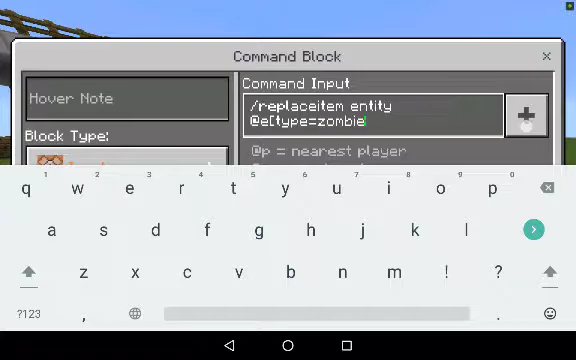 Command Block
Command Input
Hover Note
/replaceitem entity
@e[type=zombie
Block Type:
@p = nearest player
1 2 3 4 5 6 7 8 9 0
q w e r t y u i o p
a s d f g h j k l
z x c v b n m ! ?
?123 , .